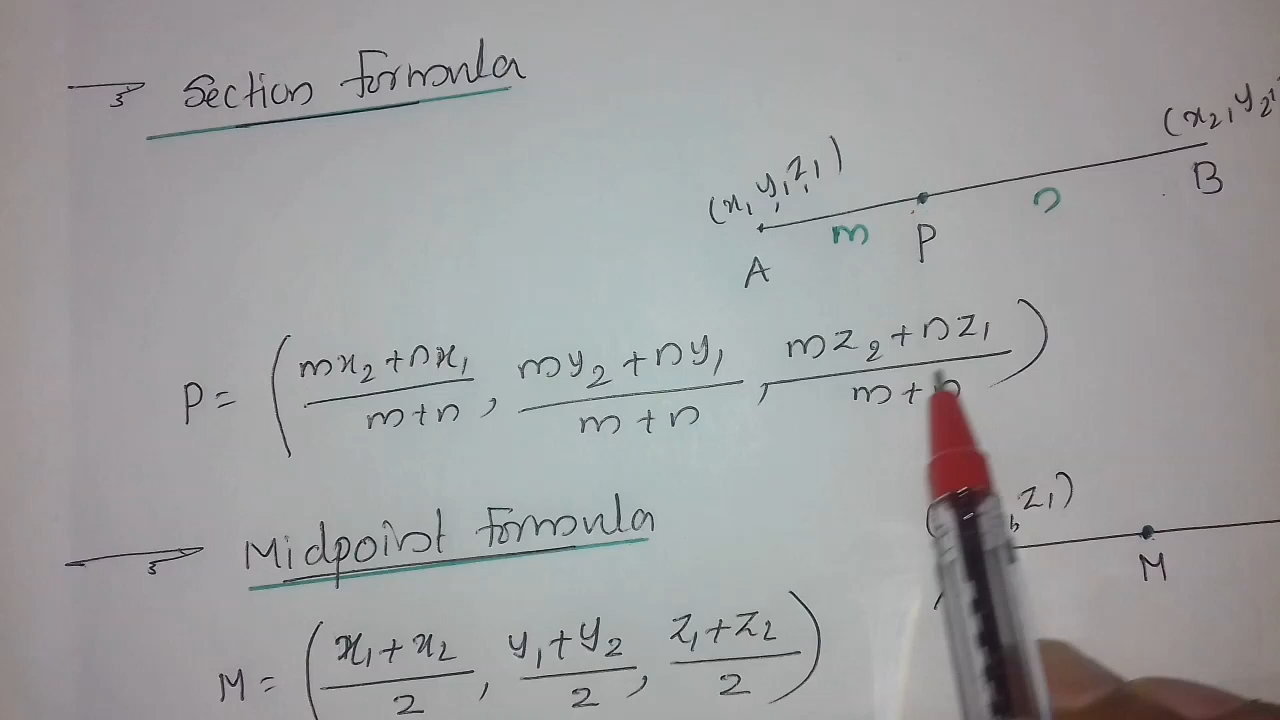 Section formula
(x₁, y₁, z₁)
(x₂, y₂,
A m P n B
P = ( (mx₂ + nx₁)/(m+n) , (my₂ + ny₁)/(m+n) , (mz₂ + nz₁)/(m+n) )
Midpoint formula
z₁)
M
M = ( (x₁ + x₂)/2 , (y₁ + y₂)/2 , (z₁ + z₂)/2 )